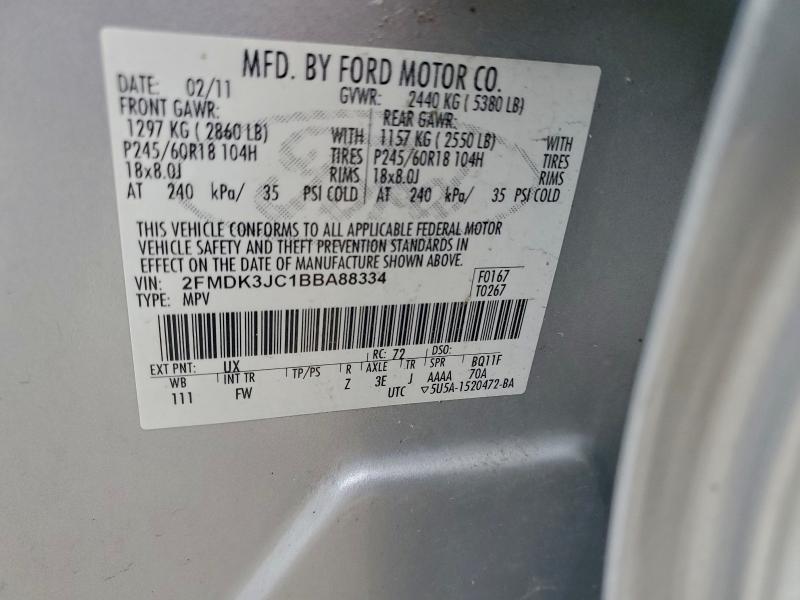 MFD. BY FORD MOTOR CO.
DATE: 02/11 GVWR: 2440 KG ( 5380 LB)
FRONT GAWR: REAR GAWR:
1297 KG ( 2860 LB) WITH 1157 KG ( 2550 LB) WITH
P245/60R18 104H TIRES P245/60R18 104H TIRES
18x8.0J RIMS 18x8.0J RIMS
AT 240 kPa/ 35 PSI COLD AT 240 kPa/ 35 PSI COLD
THIS VEHICLE CONFORMS TO ALL APPLICABLE FEDERAL MOTOR
VEHICLE SAFETY AND THEFT PREVENTION STANDARDS IN
EFFECT ON THE DATE OF MANUFACTURE SHOWN ABOVE.
VIN: 2FMDK3JC1BBA88334 F0167
TYPE: MPV T0267
EXT PNT: UX RC: 72 DSO: BQ11F
WB INT TR TP/PS R AXLE TR SPR 70A
111 FW Z 3E J AAAA
UTC ▽5U5A-1520472-BA